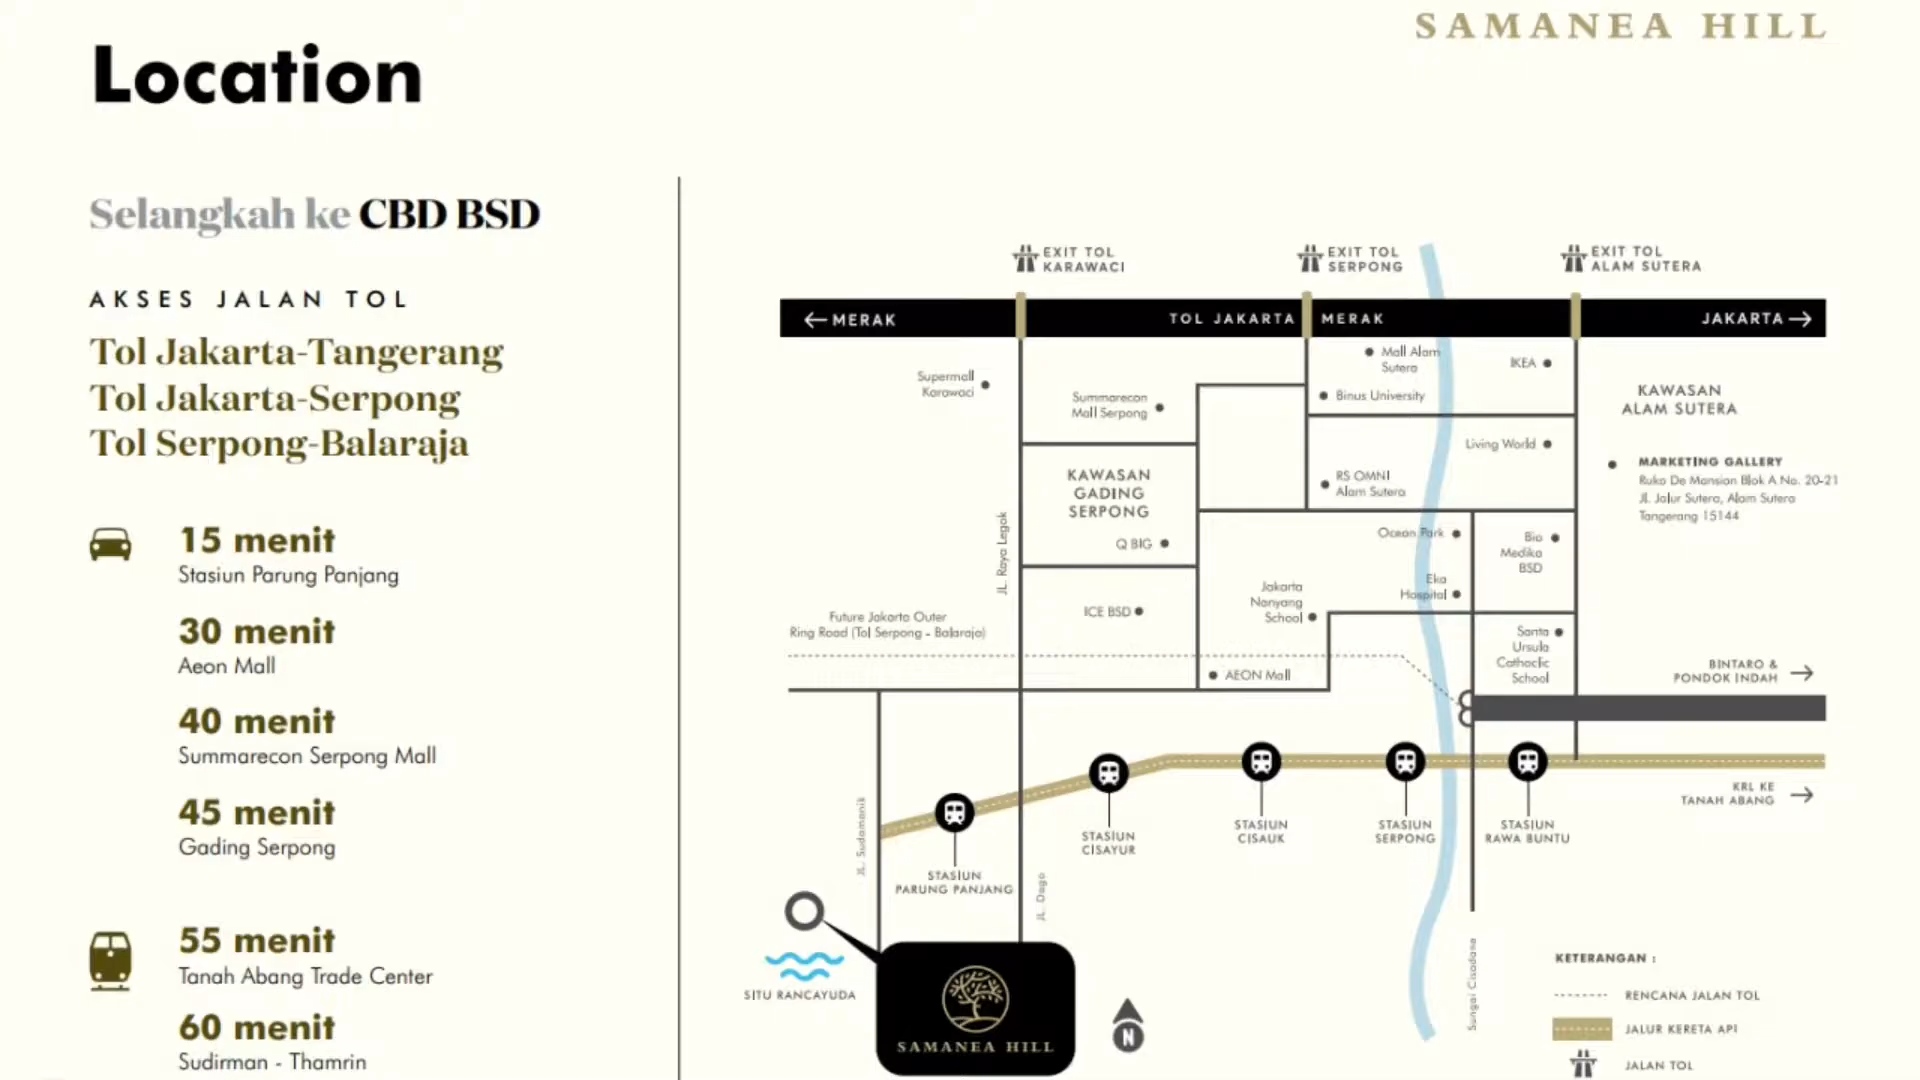 SAMANEA HILL
Location
Selangkah ke CBD BSD
AKSES JALAN TOL
Tol Jakarta-Tangerang
Tol Jakarta-Serpong
Tol Serpong-Balaraja
15 menit
Stasiun Parung Panjang
30 menit
Aeon Mall
40 menit
Summarecon Serpong Mall
45 menit
Gading Serpong
55 menit
Tanah Abang Trade Center
60 menit
Sudirman - Thamrin
EXIT TOL
KARAWACI
EXIT TOL
SERPONG
EXIT TOL
ALAM SUTERA
MERAK
TOL JAKARTA
MERAK
JAKARTA
Supermall
Karawaci
Summarecon
Mall Serpong
Mall Alam
Sutera
IKEA
Binus University
KAWASAN
ALAM SUTERA
Living World
KAWASAN
GADING
SERPONG
RS OMNI
Alam Sutera
MARKETING GALLERY
Ruko De Mansion Blok A No. 20-21
Jl. Jalur Sutera, Alam Sutera
Tangerang 15144
JL. Raya Legok
Q BIG
Ocean Park
Bio
Medika
BSD
Eka
Hospital
Jakarta
Nanyang
School
ICE BSD
Future Jakarta Outer
Ring Road (Tol Serpong - Balaraja)
Santa
Ursula
Cathoclic
School
AEON Mall
BINTARO &
PONDOK INDAH
KRL KE
TANAH ABANG
STASIUN
CISAYUR
STASIUN
CISAUK
STASIUN
SERPONG
STASIUN
RAWA BUNTU
JL. Sudamanik
STASIUN
PARUNG PANJANG
JL. Dago
SITU RANCAYUDA
SAMANEA HILL
N
Sungai Cisadane
KETERANGAN :
RENCANA JALAN TOL
JALUR KERETA API
JALAN TOL